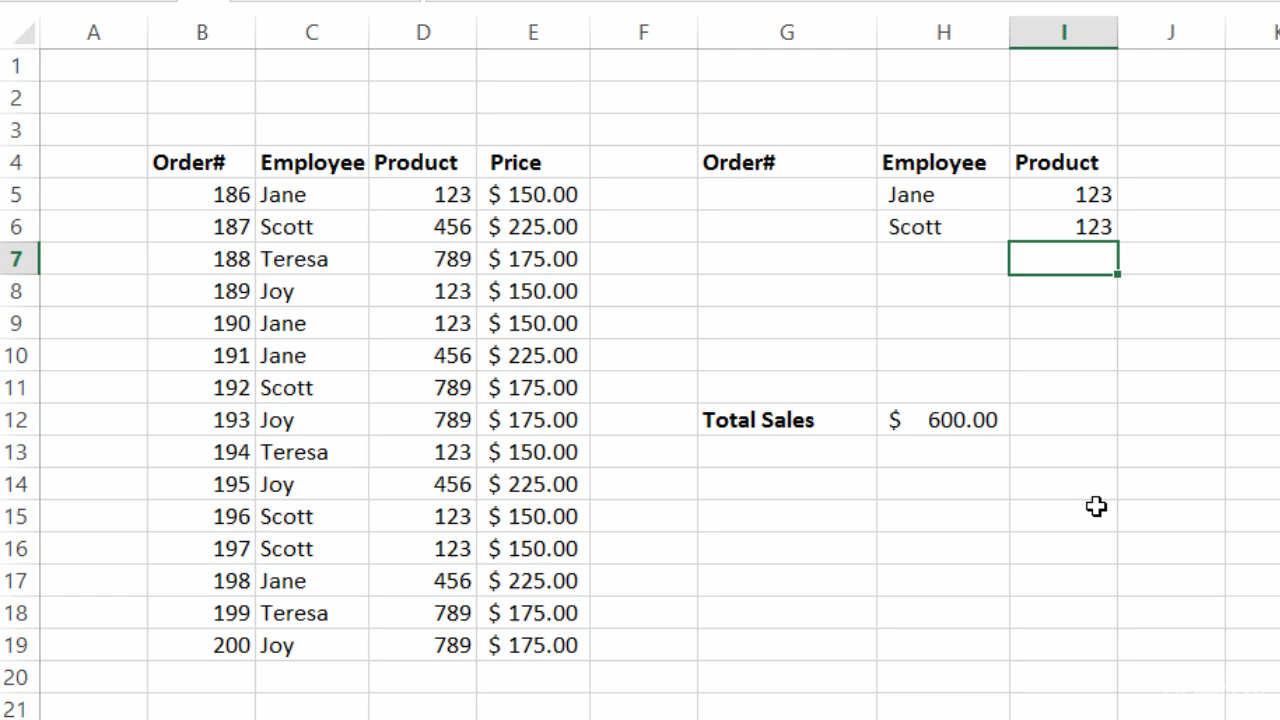 A B C D E F G H I J K
1
2
3
4 Order# Employee Product Price Order# Employee Product
5 186 Jane 123 $ 150.00 Jane 123
6 187 Scott 456 $ 225.00 Scott 123
7 188 Teresa 789 $ 175.00
8 189 Joy 123 $ 150.00
9 190 Jane 123 $ 150.00
10 191 Jane 456 $ 225.00
11 192 Scott 789 $ 175.00
12 193 Joy 789 $ 175.00 Total Sales $ 600.00
13 194 Teresa 123 $ 150.00
14 195 Joy 456 $ 225.00
15 196 Scott 123 $ 150.00
16 197 Scott 123 $ 150.00
17 198 Jane 456 $ 225.00
18 199 Teresa 789 $ 175.00
19 200 Joy 789 $ 175.00
20
21